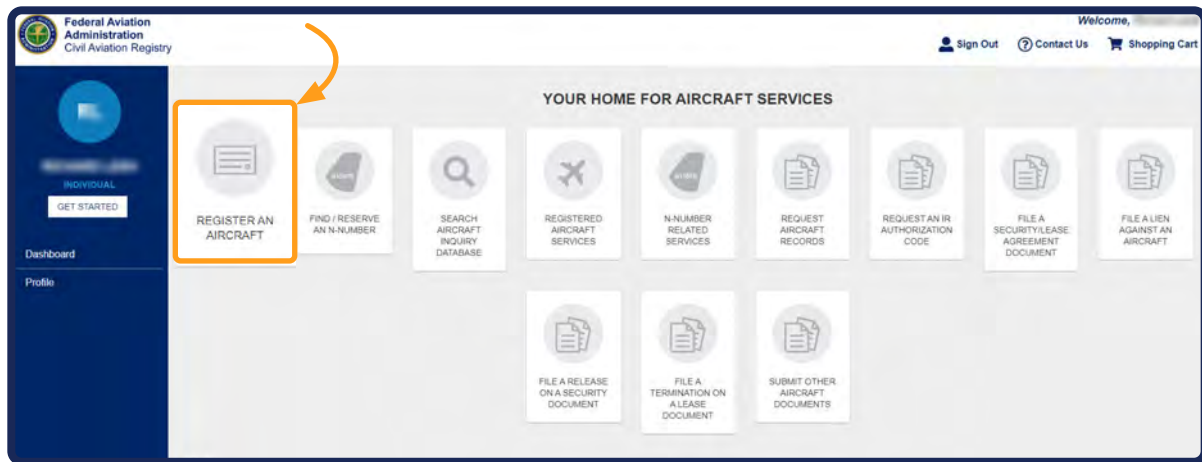 Federal Aviation
Administration
Civil Aviation Registry
Welcome,
Sign Out
Contact Us
Shopping Cart
INDIVIDUAL
GET STARTED
Dashboard
Profile
YOUR HOME FOR AIRCRAFT SERVICES
REGISTER AN
AIRCRAFT
FIND / RESERVE
AN N-NUMBER
SEARCH
AIRCRAFT
INQUIRY
DATABASE
REGISTERED
AIRCRAFT
SERVICES
N-NUMBER
RELATED
SERVICES
REQUEST
AIRCRAFT
RECORDS
REQUEST AN IR
AUTHORIZATION
CODE
FILE A
SECURITY/LEASE
AGREEMENT
DOCUMENT
FILE A LIEN
AGAINST AN
AIRCRAFT
FILE A RELEASE
ON A SECURITY
DOCUMENT
FILE A
TERMINATION ON
A LEASE
DOCUMENT
SUBMIT OTHER
AIRCRAFT
DOCUMENTS